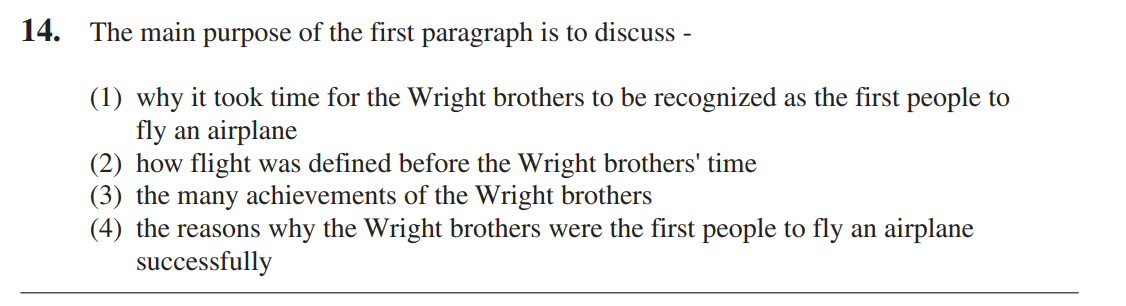 14. The main purpose of the first paragraph is to discuss -
(1) why it took time for the Wright brothers to be recognized as the first people to
fly an airplane
(2) how flight was defined before the Wright brothers' time
(3) the many achievements of the Wright brothers
(4) the reasons why the Wright brothers were the first people to fly an airplane
successfully